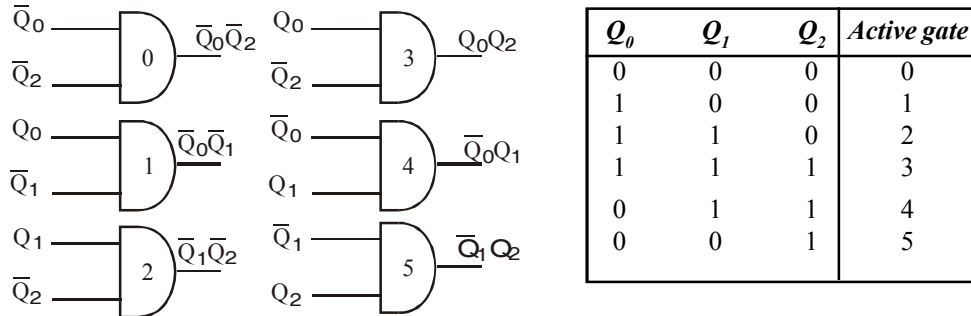 Q̅0
0
Q̅0Q̅2
Q̅2
Q0
3
Q0Q2
Q̅2
Q0
1
Q̅0Q̅1
Q̅1
Q̅0
4
Q̅0Q1
Q1
Q1
2
Q̅1Q̅2
Q̅2
Q̅1
5
Q̅1Q2
Q2
Q0 Q1 Q2 Active gate
0 0 0 0
1 0 0 1
1 1 0 2
1 1 1 3
0 1 1 4
0 0 1 5